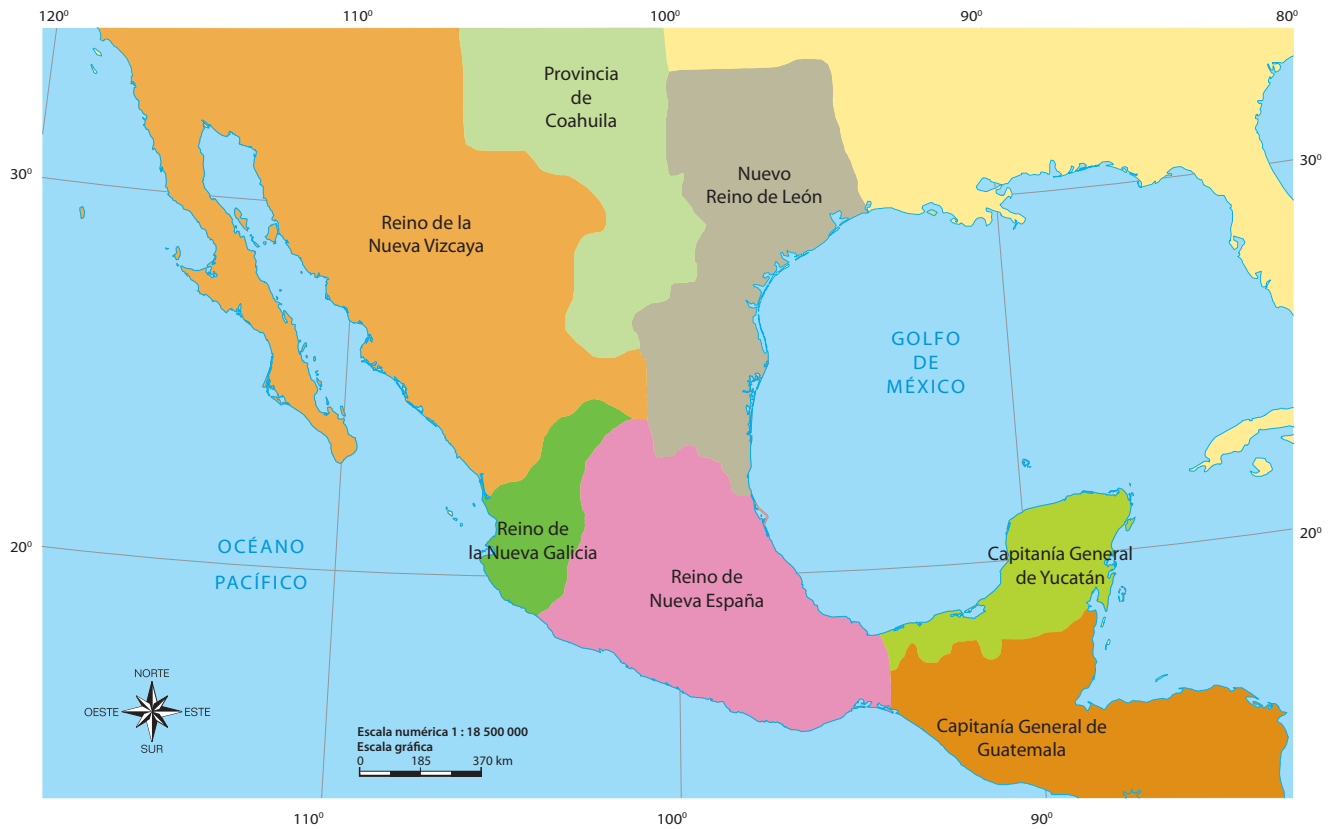 120⁰ 110⁰ 100⁰ 90⁰ 80⁰
Provincia
de
Coahuila
30⁰
30⁰
Nuevo
Reino de León
Reino de la
Nueva Vizcaya
GOLFO
DE
MÉXICO
20⁰
20⁰
OCÉANO
PACÍFICO
Reino de
la Nueva Galicia
Reino de
Nueva España
Capitanía General
de Yucatán
NORTE
OESTE
ESTE
SUR
Capitanía General de
Guatemala
Escala numérica 1 : 18 500 000
Escala gráfica
0 185 370 km
110⁰ 100⁰ 90⁰